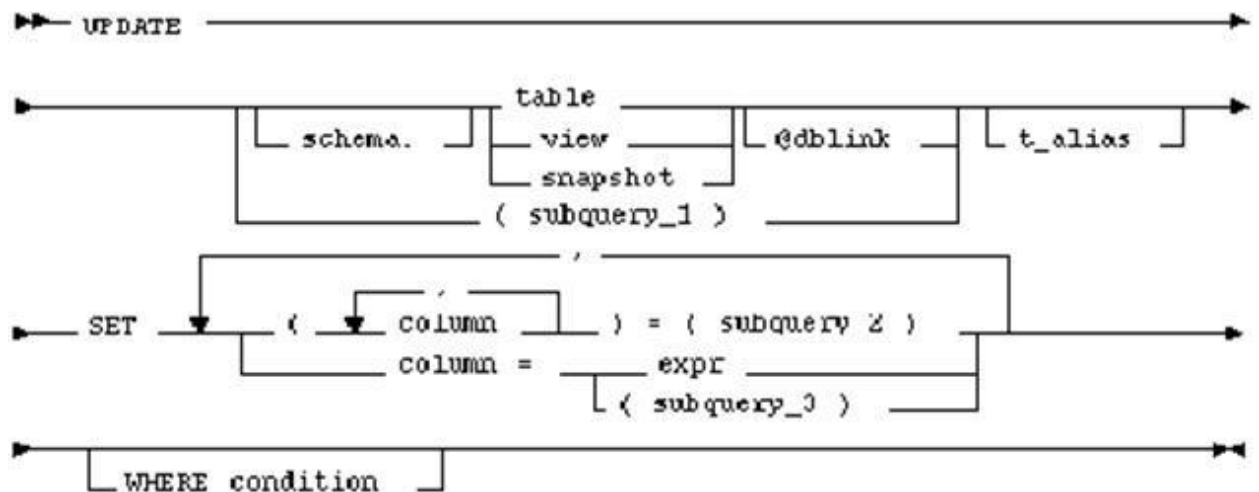 UPDATE
table
schema. view @dblink t_alias
snapshot
( subquery_1 )
,
,
SET ( column ) = ( subquery 2 )
column = expr
( subquery_3 )
WHERE condition